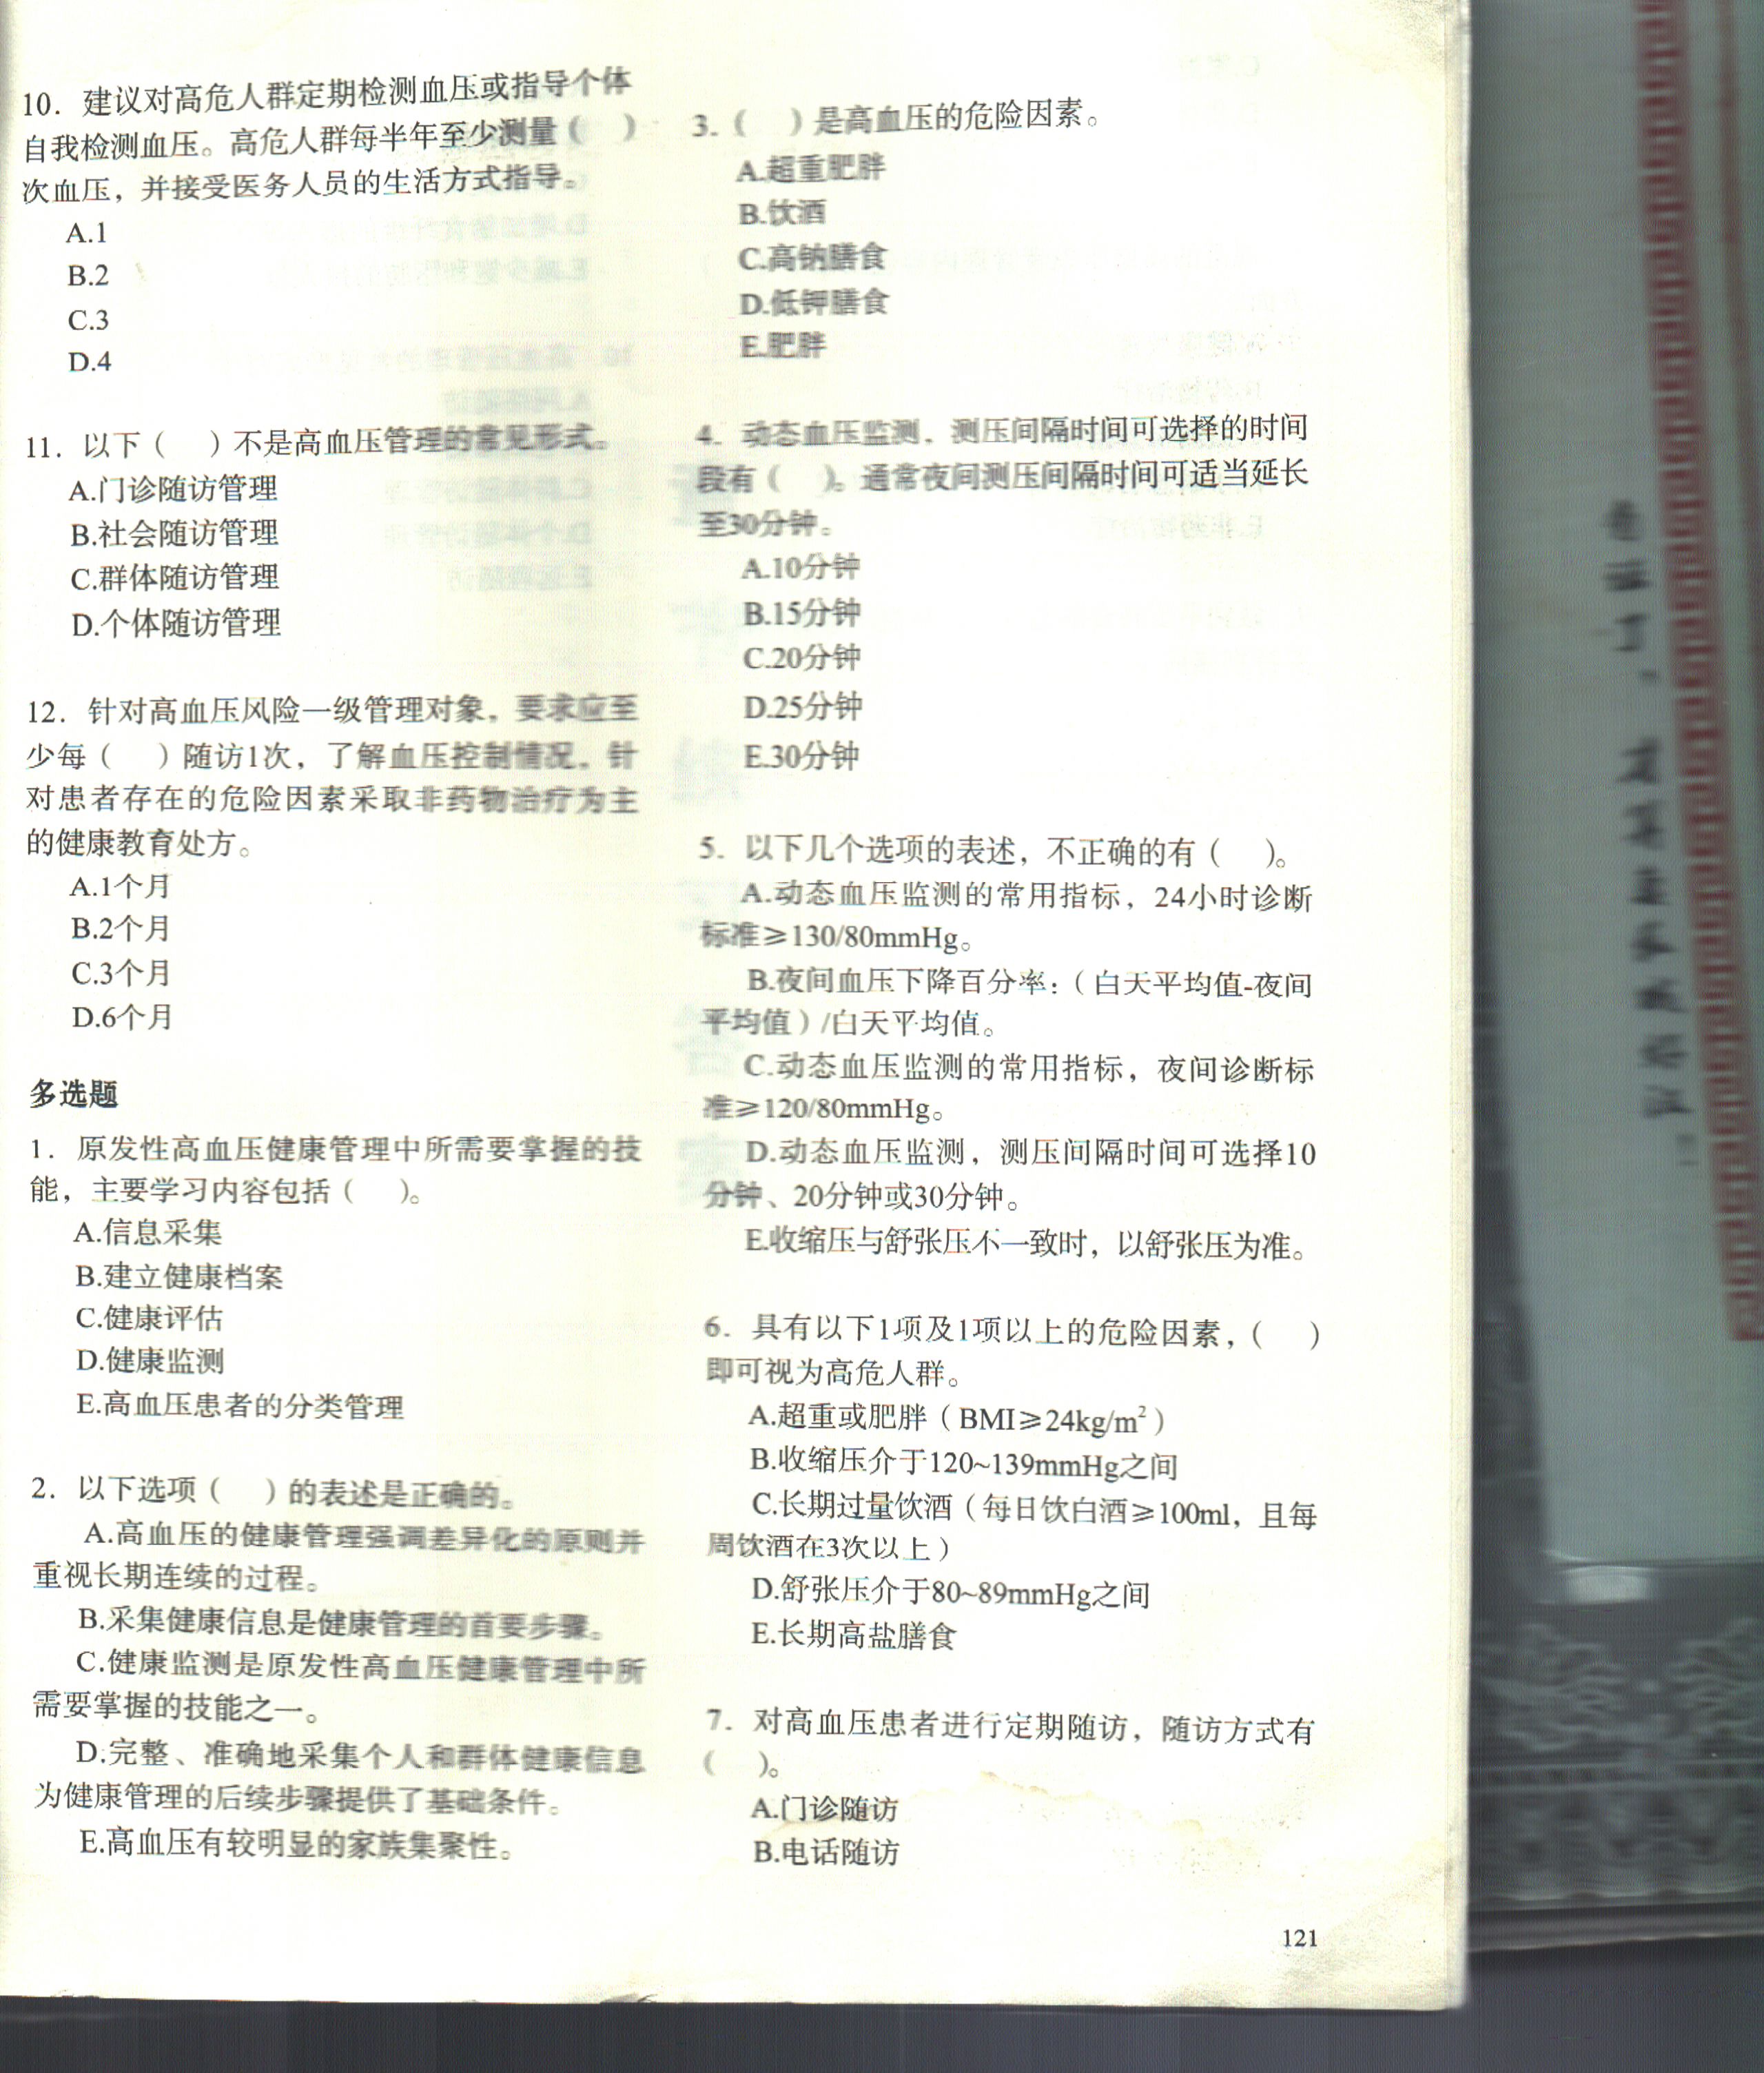 10. 建议对高危人群定期检测血压或指导个体
自我检测血压。高危人群每半年至少测量（　）
次血压，并接受医务人员的生活方式指导。
A.1
B.2
C.3
D.4
11. 以下（　）不是高血压管理的常见形式。
A.门诊随访管理
B.社会随访管理
C.群体随访管理
D.个体随访管理
12. 针对高血压风险一级管理对象，要求应至
少每（　）随访1次，了解血压控制情况，针
对患者存在的危险因素采取非药物治疗为主
的健康教育处方。
A.1个月
B.2个月
C.3个月
D.6个月
多选题
1. 原发性高血压健康管理中所需要掌握的技
能，主要学习内容包括（　）。
A.信息采集
B.建立健康档案
C.健康评估
D.健康监测
E.高血压患者的分类管理
2. 以下选项（　）的表述是正确的。
A.高血压的健康管理强调差异化的原则并
重视长期连续的过程。
B.采集健康信息是健康管理的首要步骤。
C.健康监测是原发性高血压健康管理中所
需要掌握的技能之一。
D.完整、准确地采集个人和群体健康信息
为健康管理的后续步骤提供了基础条件。
E.高血压有较明显的家族集聚性。
3.（　）是高血压的危险因素。
A.超重肥胖
B.饮酒
C.高钠膳食
D.低钾膳食
E.肥胖
4. 动态血压监测，测压间隔时间可选择的时间
段有（　）。通常夜间测压间隔时间可适当延长
至30分钟。
A.10分钟
B.15分钟
C.20分钟
D.25分钟
E.30分钟
5. 以下几个选项的表述，不正确的有（　）。
A.动态血压监测的常用指标，24小时诊断
标准≥130/80mmHg。
B.夜间血压下降百分率：（白天平均值-夜间
平均值）/白天平均值。
C.动态血压监测的常用指标，夜间诊断标
准≥120/80mmHg。
D.动态血压监测，测压间隔时间可选择10
分钟、20分钟或30分钟。
E.收缩压与舒张压不一致时，以舒张压为准。
6. 具有以下1项及1项以上的危险因素，（　）
即可视为高危人群。
A.超重或肥胖（BMI≥24kg/m²）
B.收缩压介于120~139mmHg之间
C.长期过量饮酒（每日饮白酒≥100ml，且每
周饮酒在3次以上）
D.舒张压介于80~89mmHg之间
E.长期高盐膳食
7. 对高血压患者进行定期随访，随访方式有
（　）。
A.门诊随访
B.电话随访
121